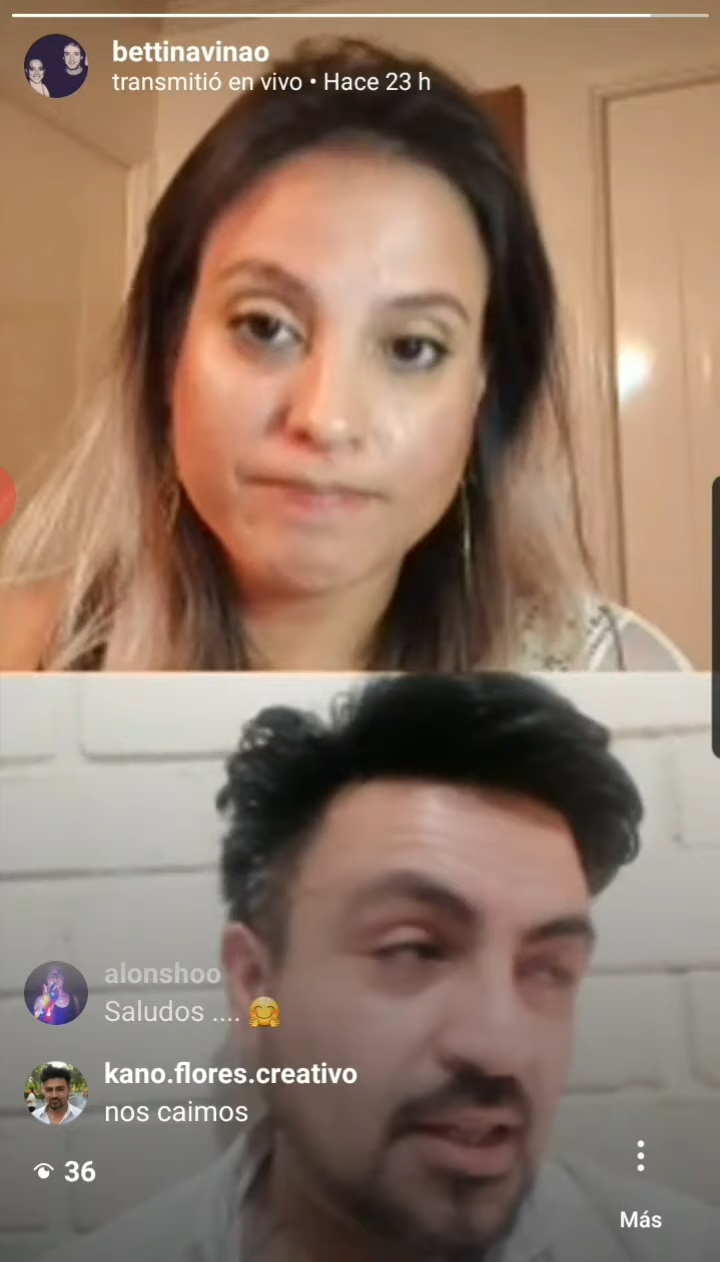 bettinavinao
transmitió en vivo • Hace 23 h
alonshoo
Saludos .... 🤗
kano.flores.creativo
nos caimos
36
Más